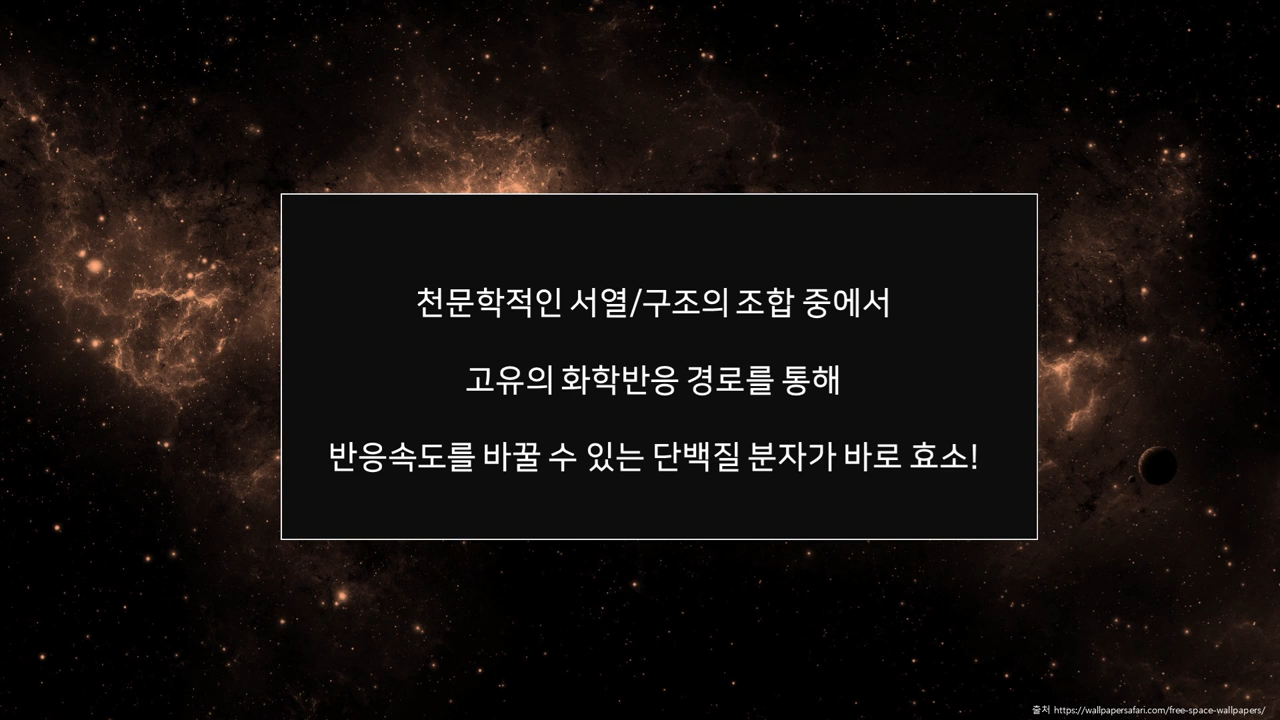 천문학적인 서열/구조의 조합 중에서
고유의 화학반응 경로를 통해
반응속도를 바꿀 수 있는 단백질 분자가 바로 효소!
출처 https://wallpapersafari.com/free-space-wallpapers/